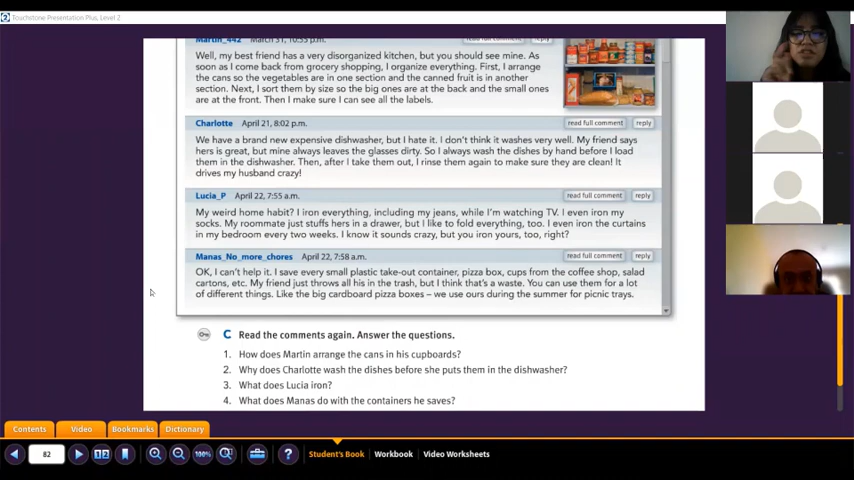 Touchstone Presentation Plus, Level 2
Martin_442 March 31, 10:55 p.m. read full comment reply
Well, my best friend has a very disorganized kitchen, but you should see mine. As
soon as I come back from grocery shopping, I organize everything. First, I arrange
the cans so the vegetables are in one section and the canned fruit is in another
section. Next, I sort them by size so the big ones are at the back and the small ones
are at the front. Then I make sure I can see all the labels.
Charlotte April 21, 8:02 p.m. read full comment reply
We have a brand new expensive dishwasher, but I hate it. I don't think it washes very well. My friend says
hers is great, but mine always leaves the glasses dirty. So I always wash the dishes by hand before I load
them in the dishwasher. Then, after I take them out, I rinse them again to make sure they are clean! It
drives my husband crazy!
Lucia_P April 22, 7:55 a.m. read full comment reply
My weird home habit? I iron everything, including my jeans, while I'm watching TV. I even iron my
socks. My roommate just stuffs hers in a drawer, but I like to fold everything, too. I even iron the curtains
in my bedroom every two weeks. I know it sounds crazy, but you iron yours, too, right?
Manas_No_more_chores April 22, 7:58 a.m. read full comment reply
OK, I can't help it. I save every small plastic take-out container, pizza box, cups from the coffee shop, salad
cartons, etc. My friend just throws all his in the trash, but I think that's a waste. You can use them for a lot
of different things. Like the big cardboard pizza boxes – we use ours during the summer for picnic trays.
C Read the comments again. Answer the questions.
1. How does Martin arrange the cans in his cupboards?
2. Why does Charlotte wash the dishes before she puts them in the dishwasher?
3. What does Lucia iron?
4. What does Manas do with the containers he saves?
Contents Video Bookmarks Dictionary
82 1 2 100% ? Student's Book Workbook Video Worksheets